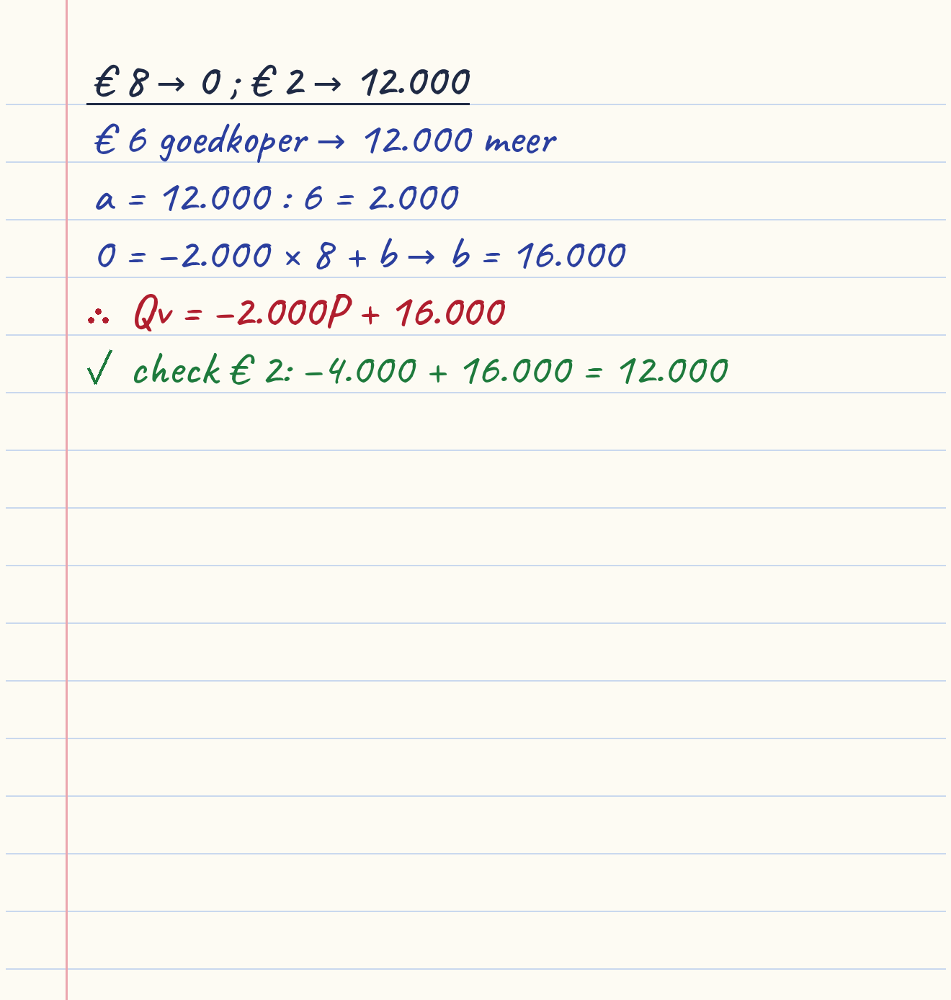 € 8 → 0 ; € 2 → 12.000
€ 6 goedkoper → 12.000 meer
a = 12.000 : 6 = 2.000
0 = −2.000 × 8 + b → b = 16.000
∴ Qv = −2.000P + 16.000
✓ check € 2: −4.000 + 16.000 = 12.000